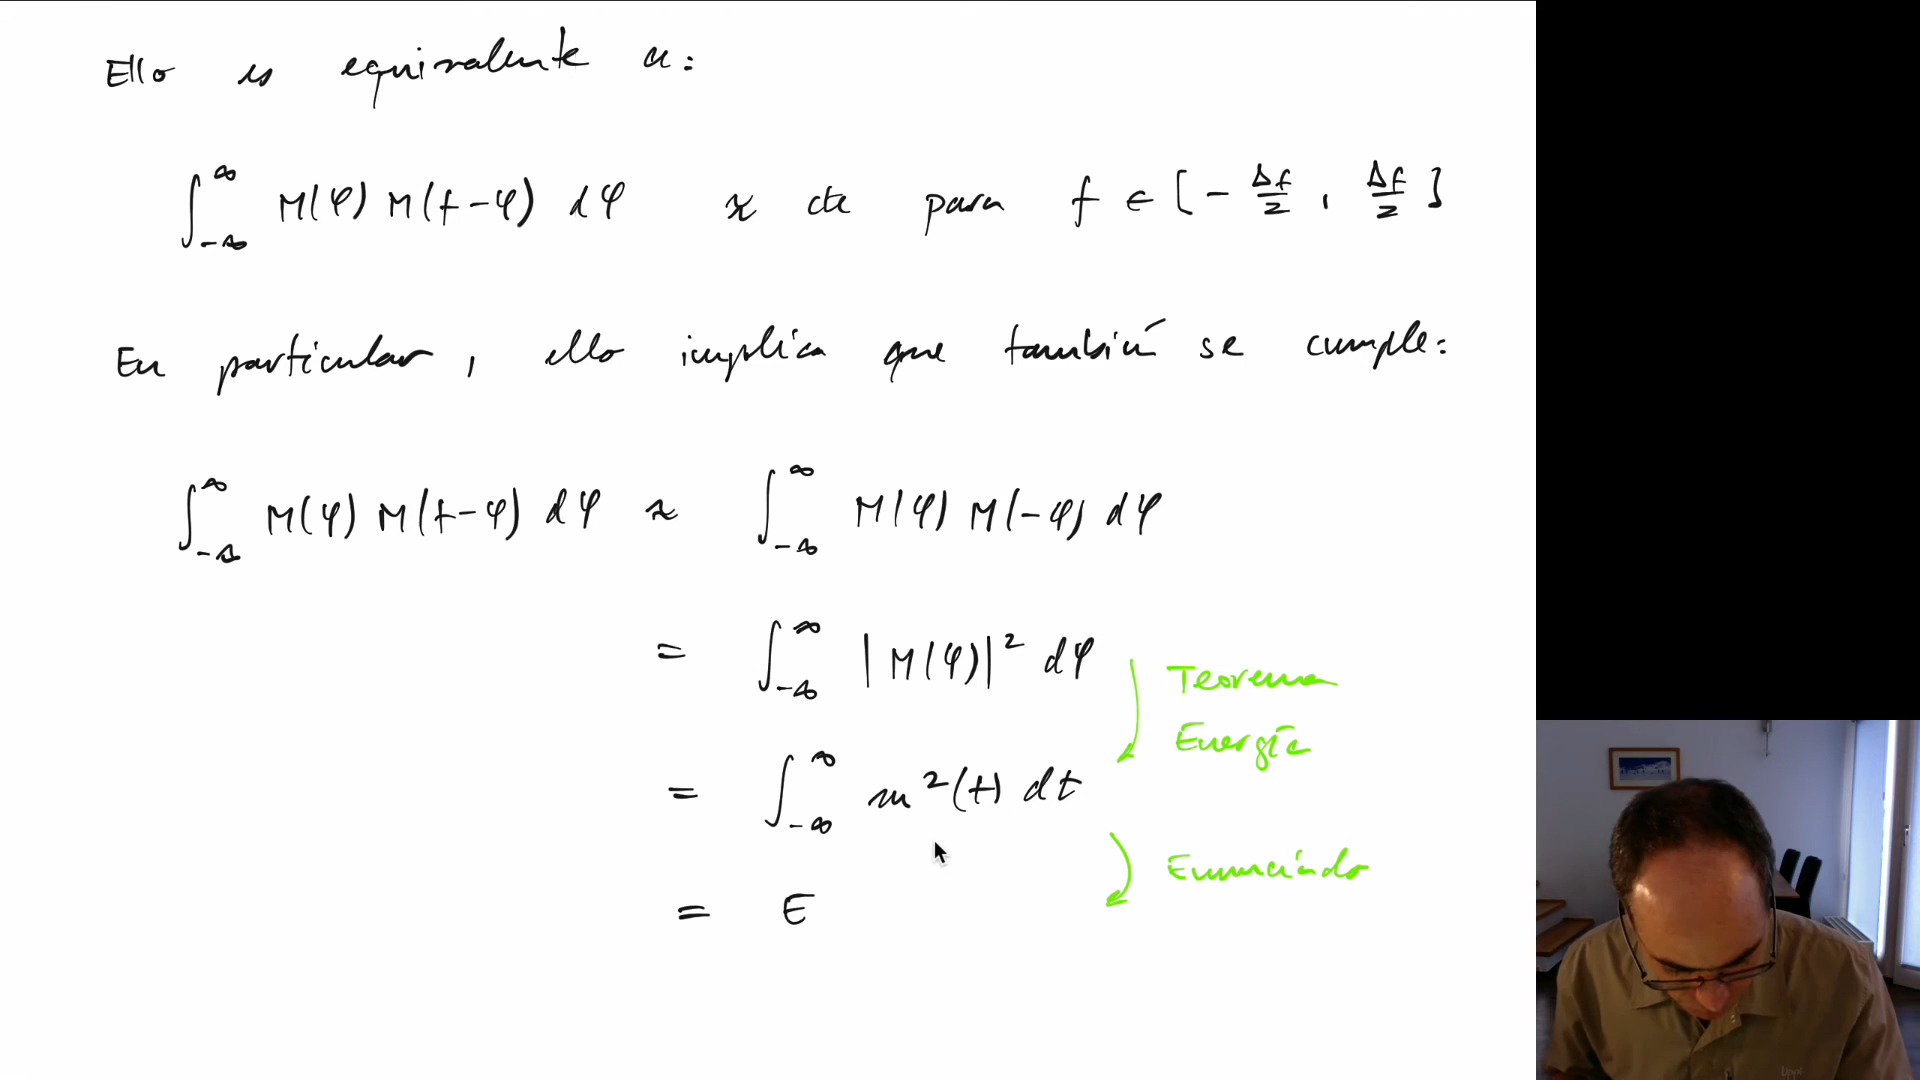 Ello es equivalente a:
∫_{-∞}^{∞} M(φ) M(f-φ) dφ ≈ cte para f ∈ [-Δf/2, Δf/2]
En particular, ello implica que también se cumple:
∫_{-∞}^{∞} M(φ) M(f-φ) dφ ≈ ∫_{-∞}^{∞} M(φ) M(-φ) dφ
= ∫_{-∞}^{∞} |M(φ)|² dφ
Teorema
Energía
= ∫_{-∞}^{∞} m²(t) dt
Enunciado
= E